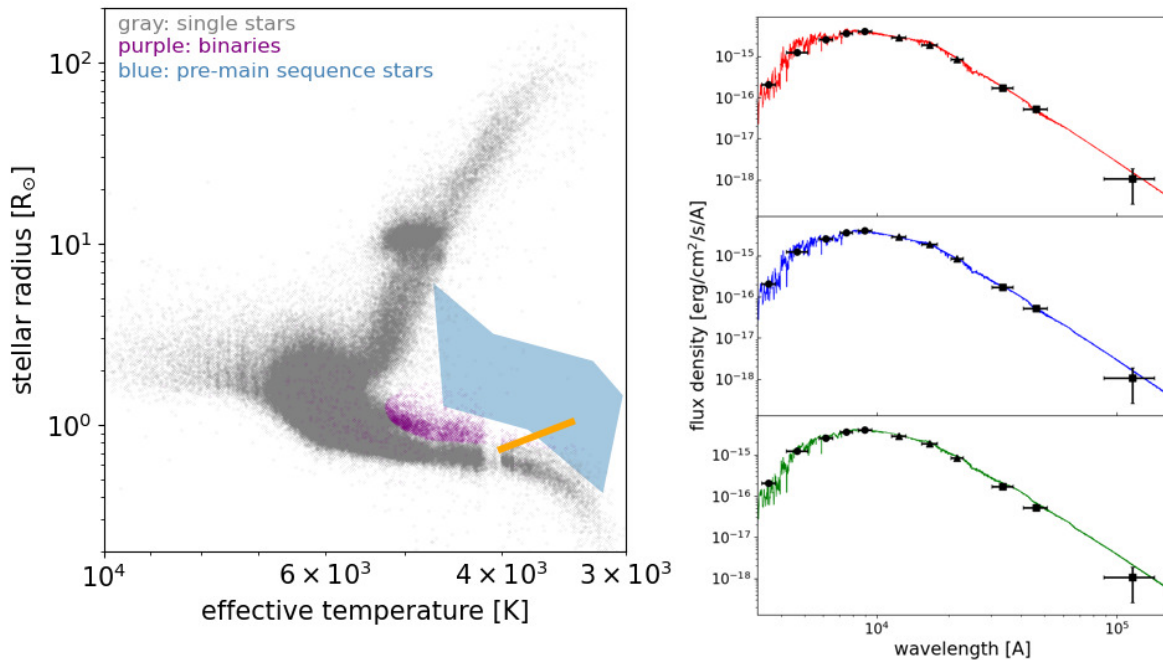 gray: single stars
purple: binaries
blue: pre-main sequence stars
stellar radius [R⊙]
10²
10¹
10⁰
10⁴
6 × 10³
4 × 10³
3 × 10³
effective temperature [K]
flux density [erg/cm²/s/A]
10⁻¹⁵
10⁻¹⁶
10⁻¹⁷
10⁻¹⁸
10⁻¹⁵
10⁻¹⁶
10⁻¹⁷
10⁻¹⁸
10⁻¹⁵
10⁻¹⁶
10⁻¹⁷
10⁻¹⁸
10⁴
10⁵
wavelength [A]